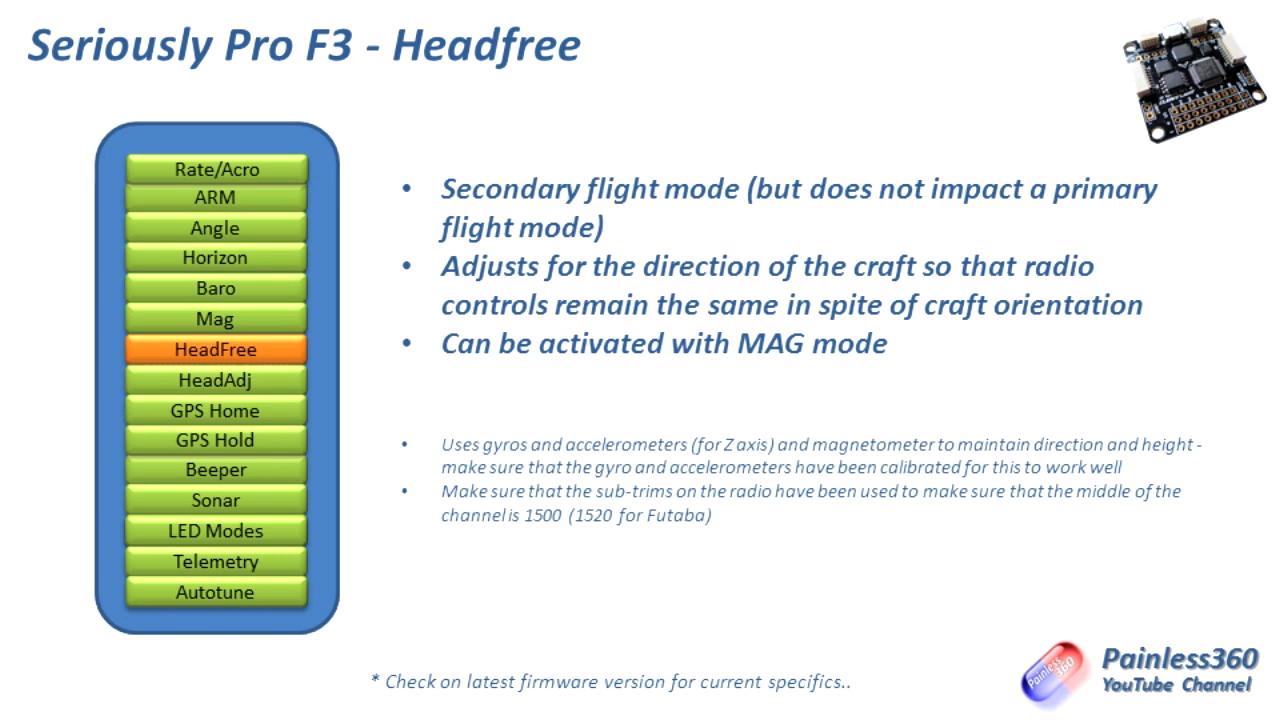 Seriously Pro F3 - Headfree
Rate/Acro
ARM
Angle
Horizon
Baro
Mag
HeadFree
HeadAdj
GPS Home
GPS Hold
Beeper
Sonar
LED Modes
Telemetry
Autotune
• Secondary flight mode (but does not impact a primary
flight mode)
• Adjusts for the direction of the craft so that radio
controls remain the same in spite of craft orientation
• Can be activated with MAG mode
• Uses gyros and accelerometers (for Z axis) and magnetometer to maintain direction and height -
make sure that the gyro and accelerometers have been calibrated for this to work well
• Make sure that the sub-trims on the radio have been used to make sure that the middle of the
channel is 1500 (1520 for Futaba)
* Check on latest firmware version for current specifics..
Painless
360
Painless360
YouTube Channel